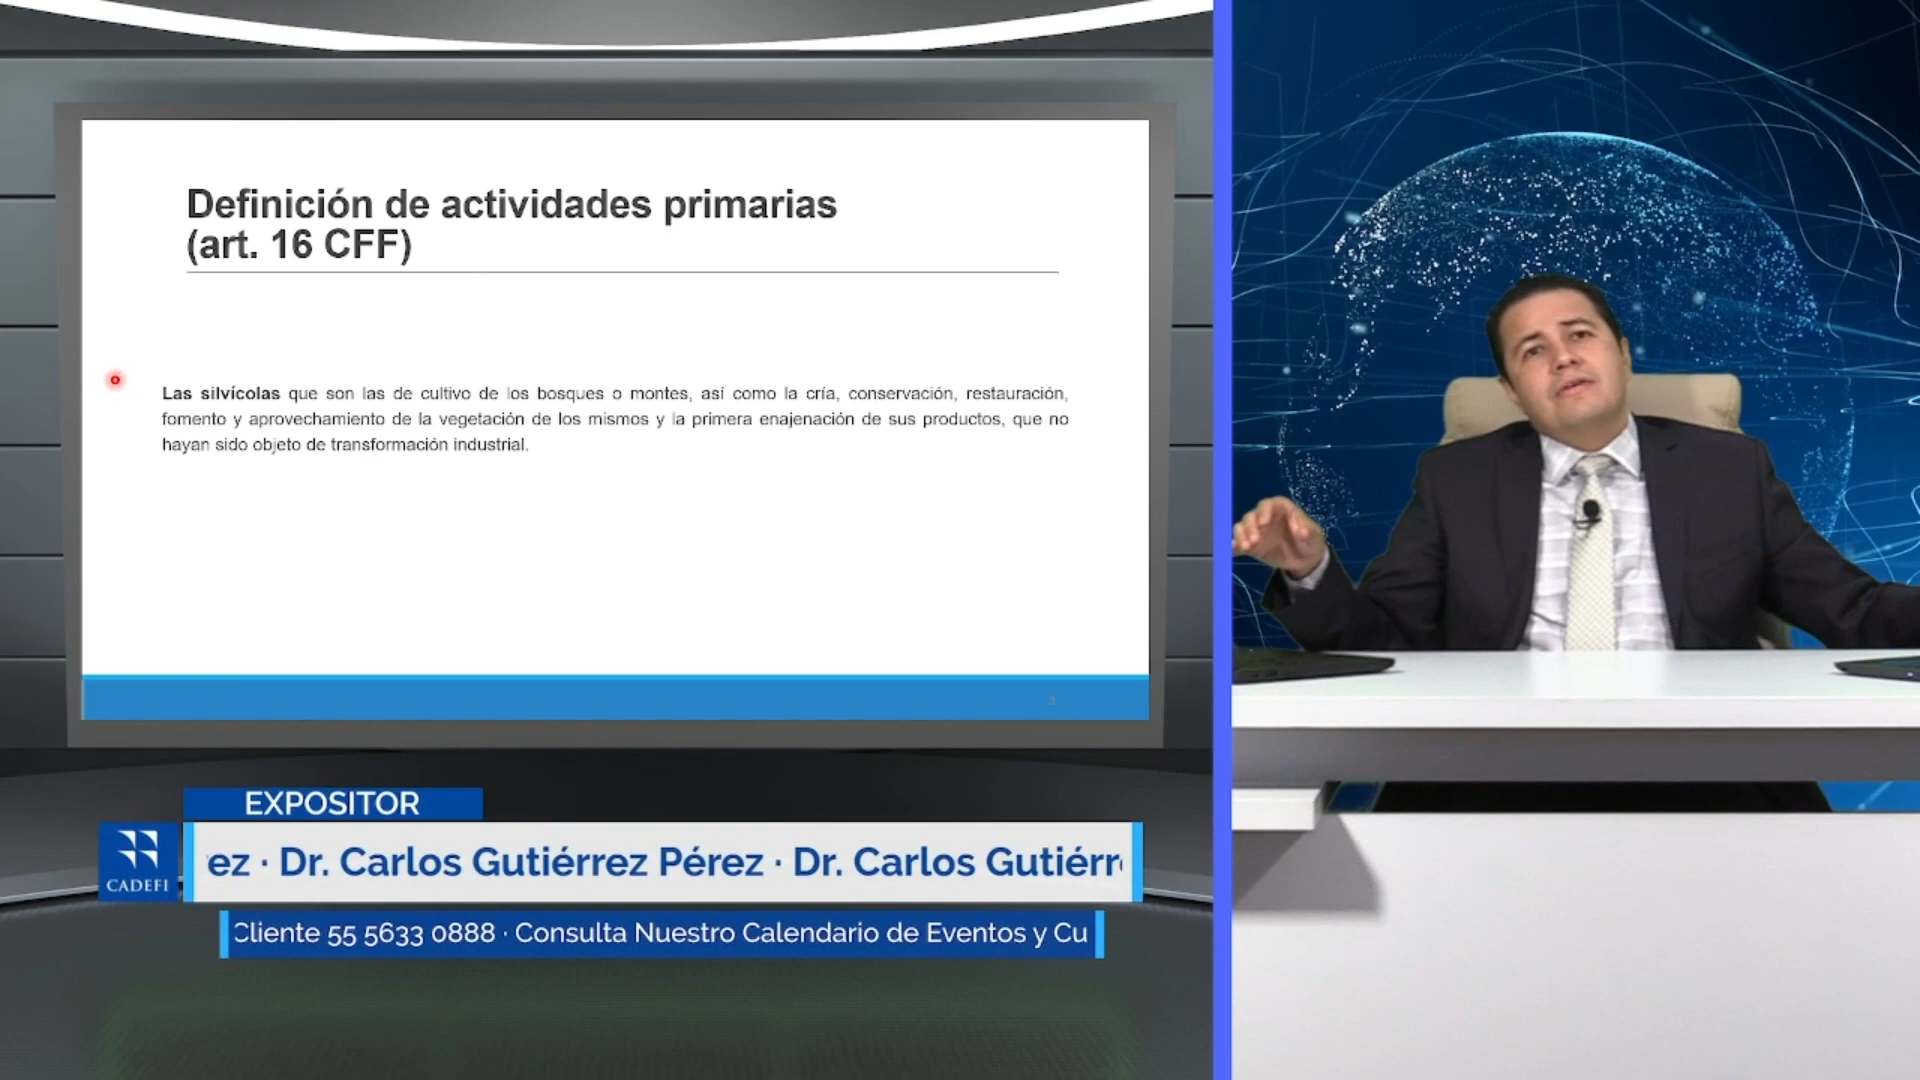 Definición de actividades primarias
(art. 16 CFF)
Las silvícolas que son las de cultivo de los bosques o montes, así como la cría, conservación, restauración,
fomento y aprovechamiento de la vegetación de los mismos y la primera enajenación de sus productos, que no
hayan sido objeto de transformación industrial.
3
EXPOSITOR
CADEFI
ez · Dr. Carlos Gutiérrez Pérez · Dr. Carlos Gutiérr
Cliente 55 5633 0888 · Consulta Nuestro Calendario de Eventos y Cu